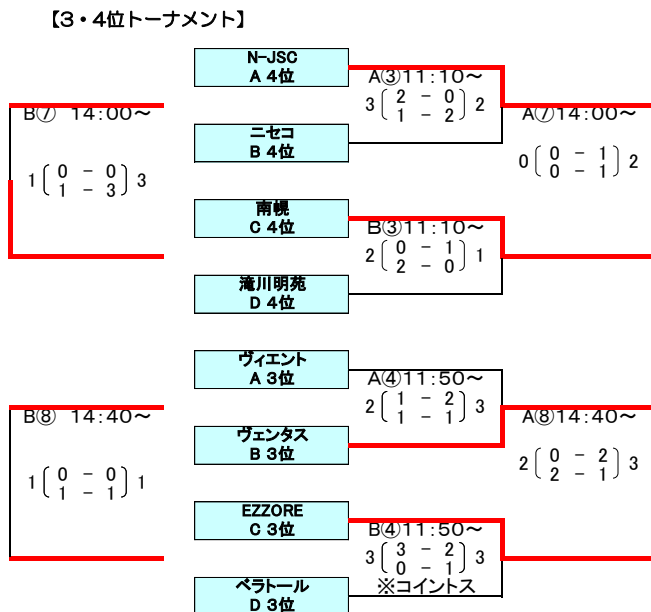 【3・4位トーナメント】
N-JSC
A 4位
A③11:10～
3 2 - 0 2
1 - 2
B⑦ 14:00～
A⑦14:00～
ニセコ
B 4位
1 0 - 0 3
1 - 3
0 0 - 1 2
0 - 1
南幌
C 4位
B③11:10～
2 0 - 1 1
2 - 0
滝川明苑
D 4位
ヴィエント
A 3位
A④11:50～
2 1 - 2 3
1 - 1
B⑧ 14:40～
A⑧14:40～
ヴェンタス
B 3位
1 0 - 0 1
1 - 1
2 0 - 2 3
2 - 1
EZZORE
C 3位
B④11:50～
3 3 - 2 3
0 - 1
※コイントス
ベラトール
D 3位